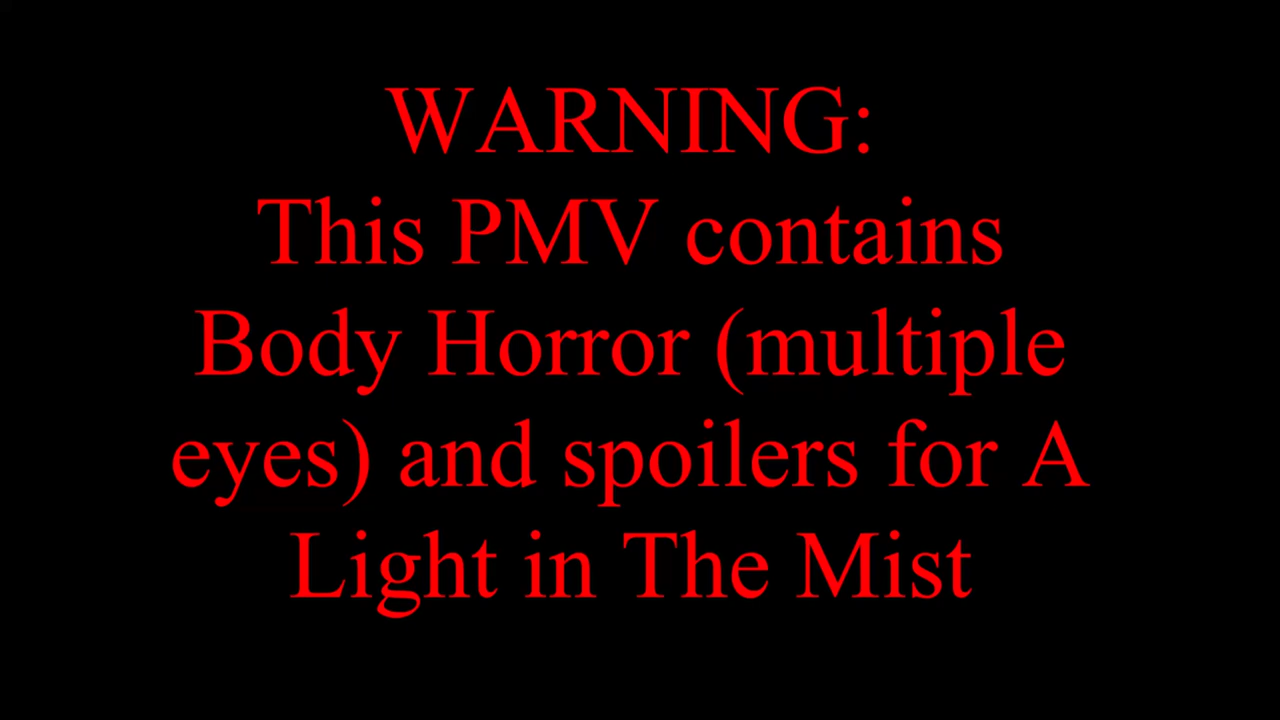 WARNING:
This PMV contains
Body Horror (multiple
eyes) and spoilers for A
Light in The Mist